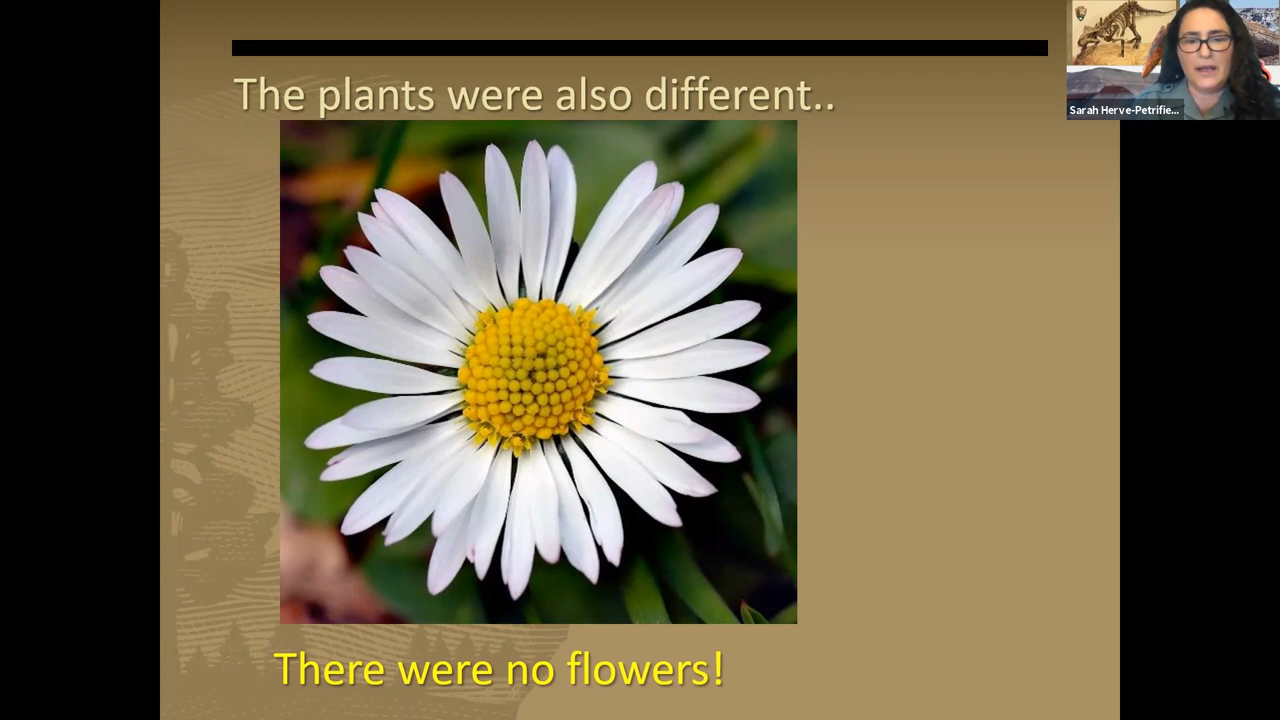 The plants were also different..
Sarah Herve-Petrifie...
There were no flowers!